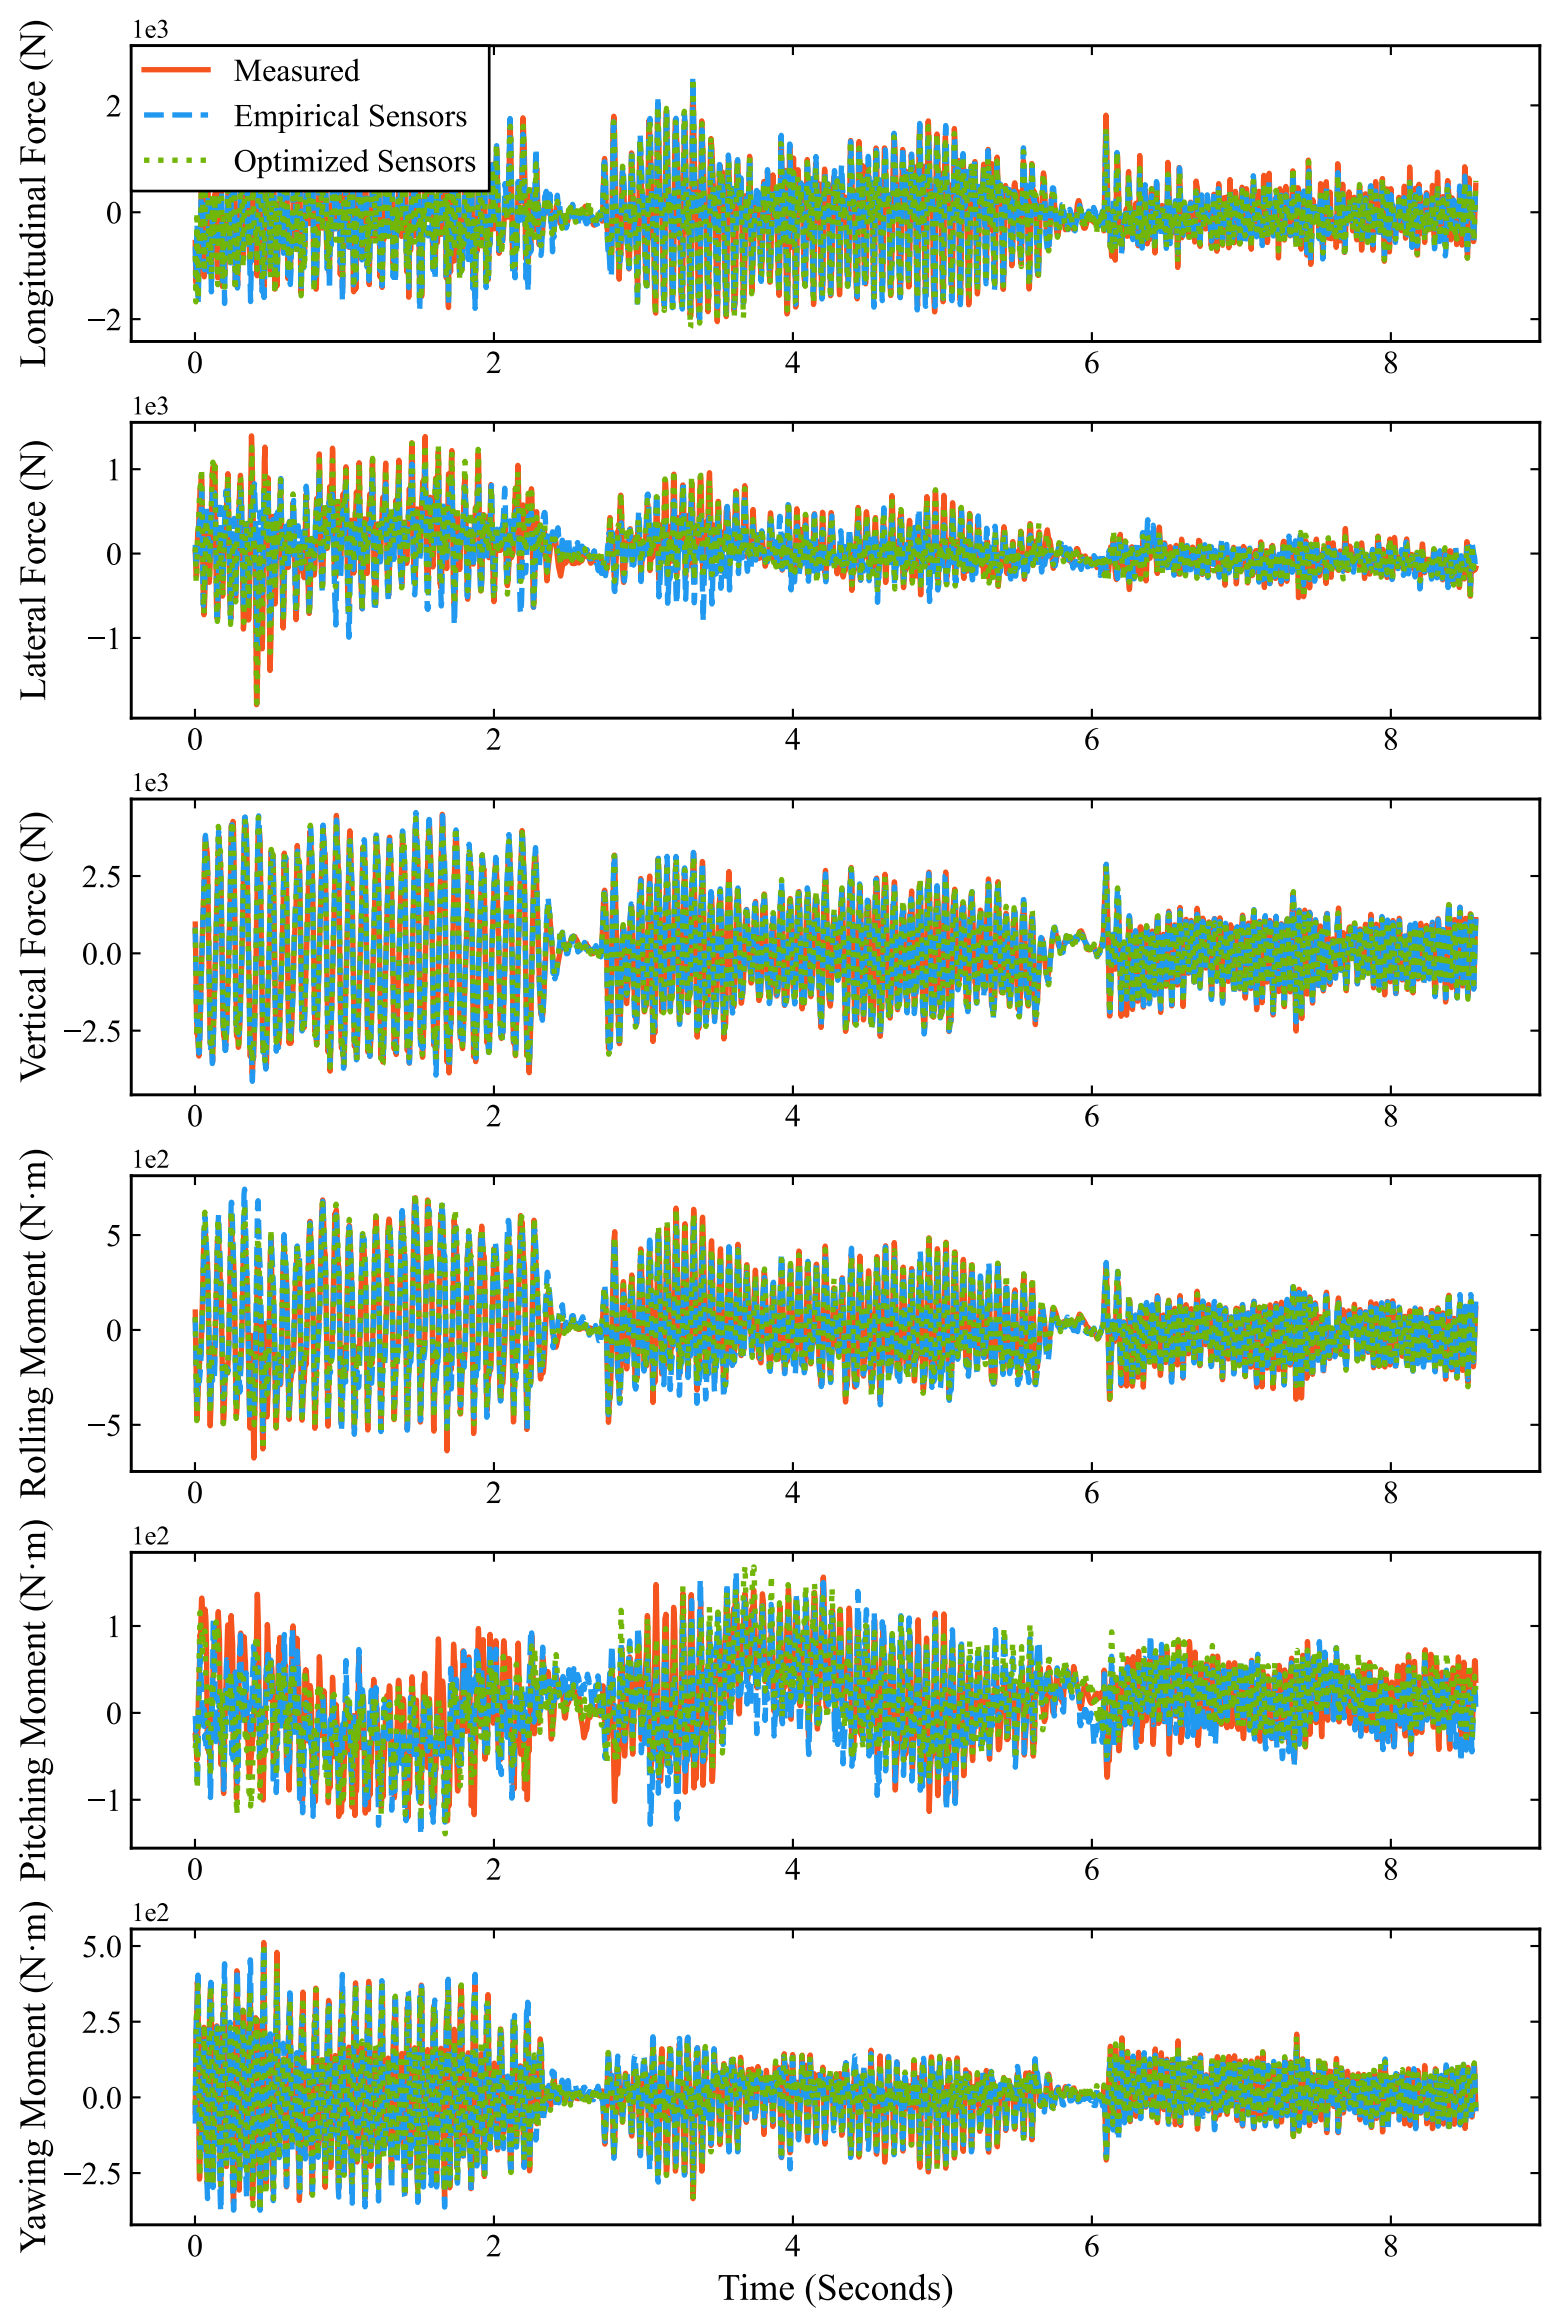 1e3
Longitudinal Force (N)
Measured
Empirical Sensors
Optimized Sensors
2
0
−2
0 2 4 6 8
1e3
Lateral Force (N)
1
0
−1
0 2 4 6 8
1e3
Vertical Force (N)
2.5
0.0
−2.5
0 2 4 6 8
1e2
Rolling Moment (N·m)
5
0
−5
0 2 4 6 8
1e2
Pitching Moment (N·m)
1
0
−1
0 2 4 6 8
1e2
Yawing Moment (N·m)
5.0
2.5
0.0
−2.5
0 2 4 6 8
Time (Seconds)